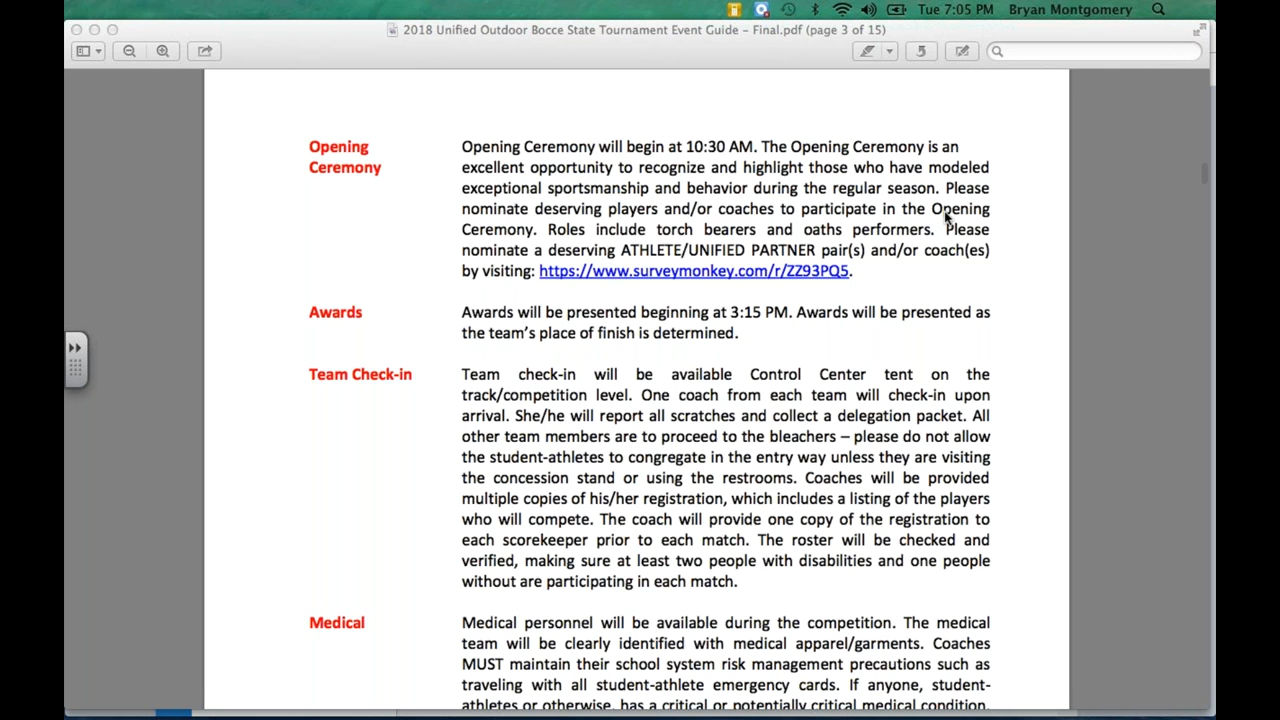 Tue 7:05 PM Bryan Montgomery
2018 Unified Outdoor Bocce State Tournament Event Guide – Final.pdf (page 3 of 15)
Opening Ceremony
Opening Ceremony will begin at 10:30 AM. The Opening Ceremony is an
excellent opportunity to recognize and highlight those who have modeled
exceptional sportsmanship and behavior during the regular season. Please
nominate deserving players and/or coaches to participate in the Opening
Ceremony. Roles include torch bearers and oaths performers. Please
nominate a deserving ATHLETE/UNIFIED PARTNER pair(s) and/or coach(es)
by visiting: https://www.surveymonkey.com/r/ZZ93PQ5.
Awards
Awards will be presented beginning at 3:15 PM. Awards will be presented as
the team's place of finish is determined.
Team Check-in
Team check-in will be available Control Center tent on the
track/competition level. One coach from each team will check-in upon
arrival. She/he will report all scratches and collect a delegation packet. All
other team members are to proceed to the bleachers – please do not allow
the student-athletes to congregate in the entry way unless they are visiting
the concession stand or using the restrooms. Coaches will be provided
multiple copies of his/her registration, which includes a listing of the players
who will compete. The coach will provide one copy of the registration to
each scorekeeper prior to each match. The roster will be checked and
verified, making sure at least two people with disabilities and one people
without are participating in each match.
Medical
Medical personnel will be available during the competition. The medical
team will be clearly identified with medical apparel/garments. Coaches
MUST maintain their school system risk management precautions such as
traveling with all student-athlete emergency cards. If anyone, student-
athletes or otherwise, has a critical or potentially critical medical condition,